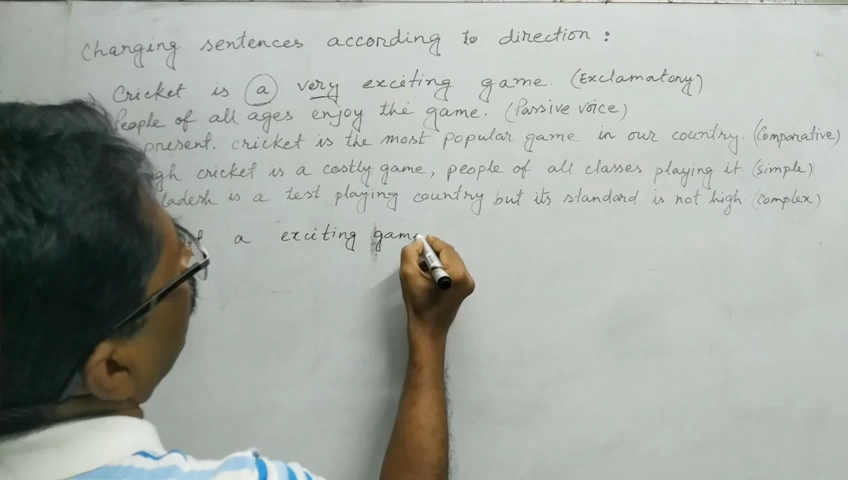 Changing sentences according to direction :
Cricket is a very exciting game. (Exclamatory)
People of all ages enjoy the game. (Passive voice)
present. cricket is the most popular game in our country. (Comparative)
cricket is a costly game, people of all classes playing it. (simple)
is a test playing country but its standard is not high (complex)
a exciting gam